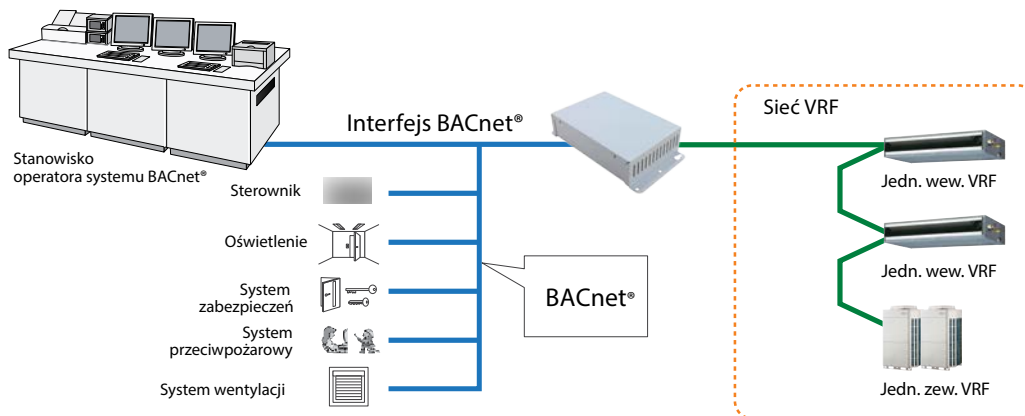 Sieć VRF
Interfejs BACnet®
Stanowisko
operatora systemu BACnet®
Jedn. wew. VRF
Sterownik
Oświetlenie
Jedn. wew. VRF
System
zabezpieczeń
BACnet®
System
przeciwpożarowy
System wentylacji
Jedn. zew. VRF